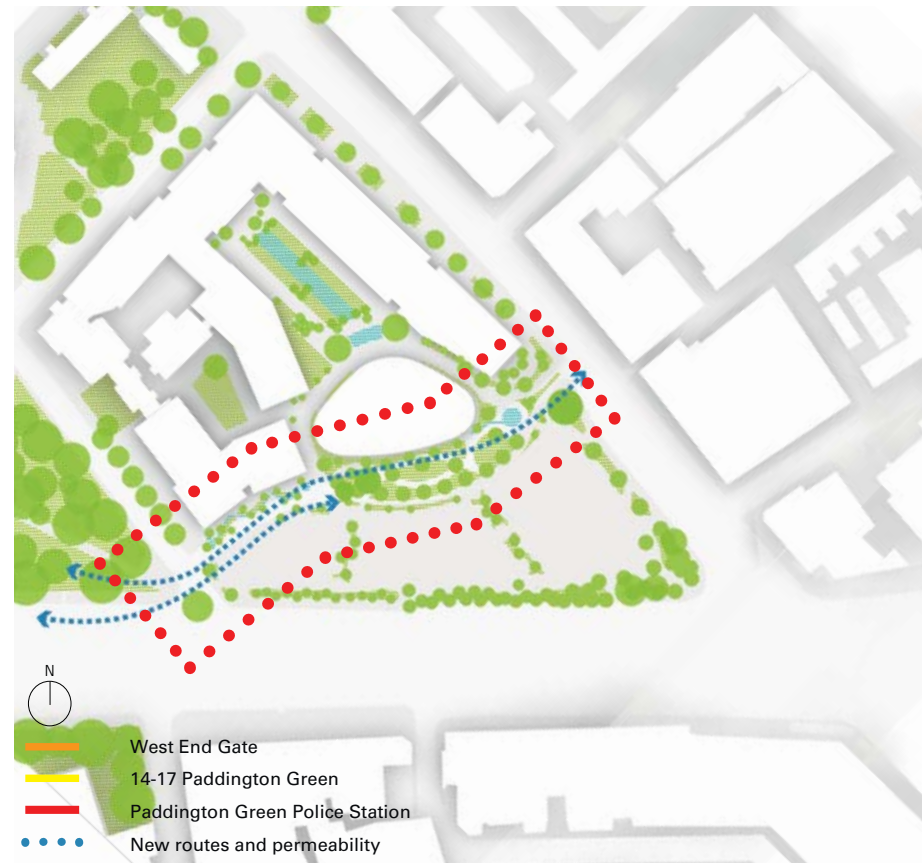 N
West End Gate
14-17 Paddington Green
Paddington Green Police Station
New routes and permeability